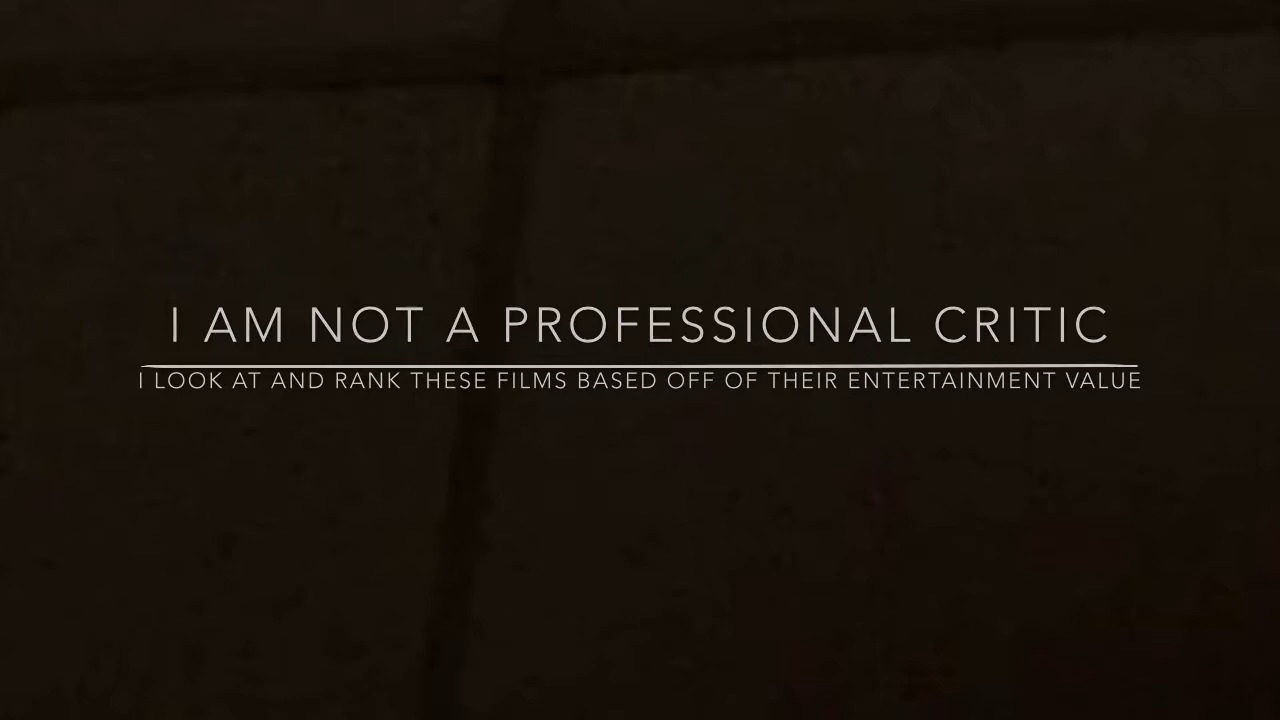 I AM NOT A PROFESSIONAL CRITIC
I LOOK AT AND RANK THESE FILMS BASED OFF OF THEIR ENTERTAINMENT VALUE